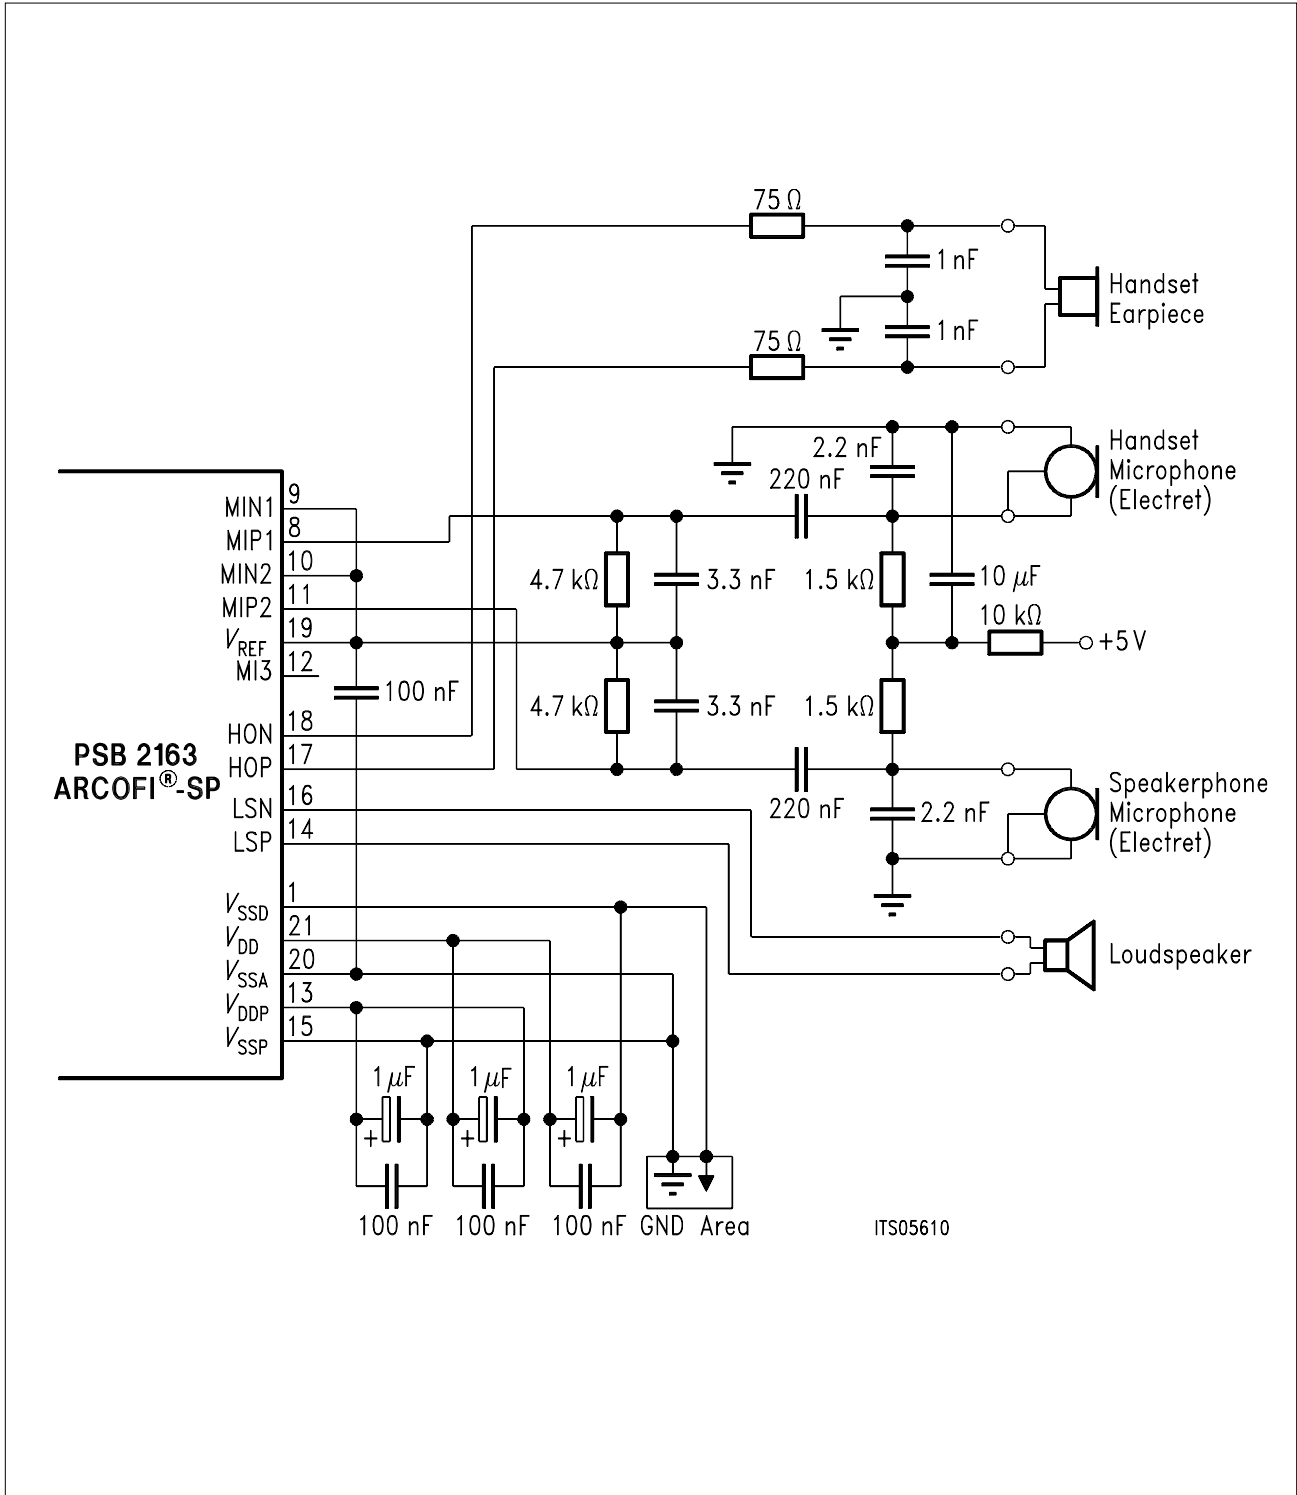 75 Ω
1 nF
Handset
Earpiece
1 nF
75 Ω
2.2 nF
220 nF
Handset
Microphone
(Electret)
MIN1 9
MIP1 8
MIN2 10
MIP2 11
VREF 19
MI3 12
4.7 kΩ
3.3 nF
1.5 kΩ
10 μF
10 kΩ
+5V
100 nF
4.7 kΩ
3.3 nF
1.5 kΩ
HON 18
HOP 17
PSB 2163
ARCOFI®-SP
LSN 16
LSP 14
220 nF
2.2 nF
Speakerphone
Microphone
(Electret)
VSSD 1
VDD 21
VSSA 20
VDDP 13
VSSP 15
Loudspeaker
1 μF
1 μF
1 μF
+
+
+
100 nF
100 nF
100 nF
GND Area
ITS05610